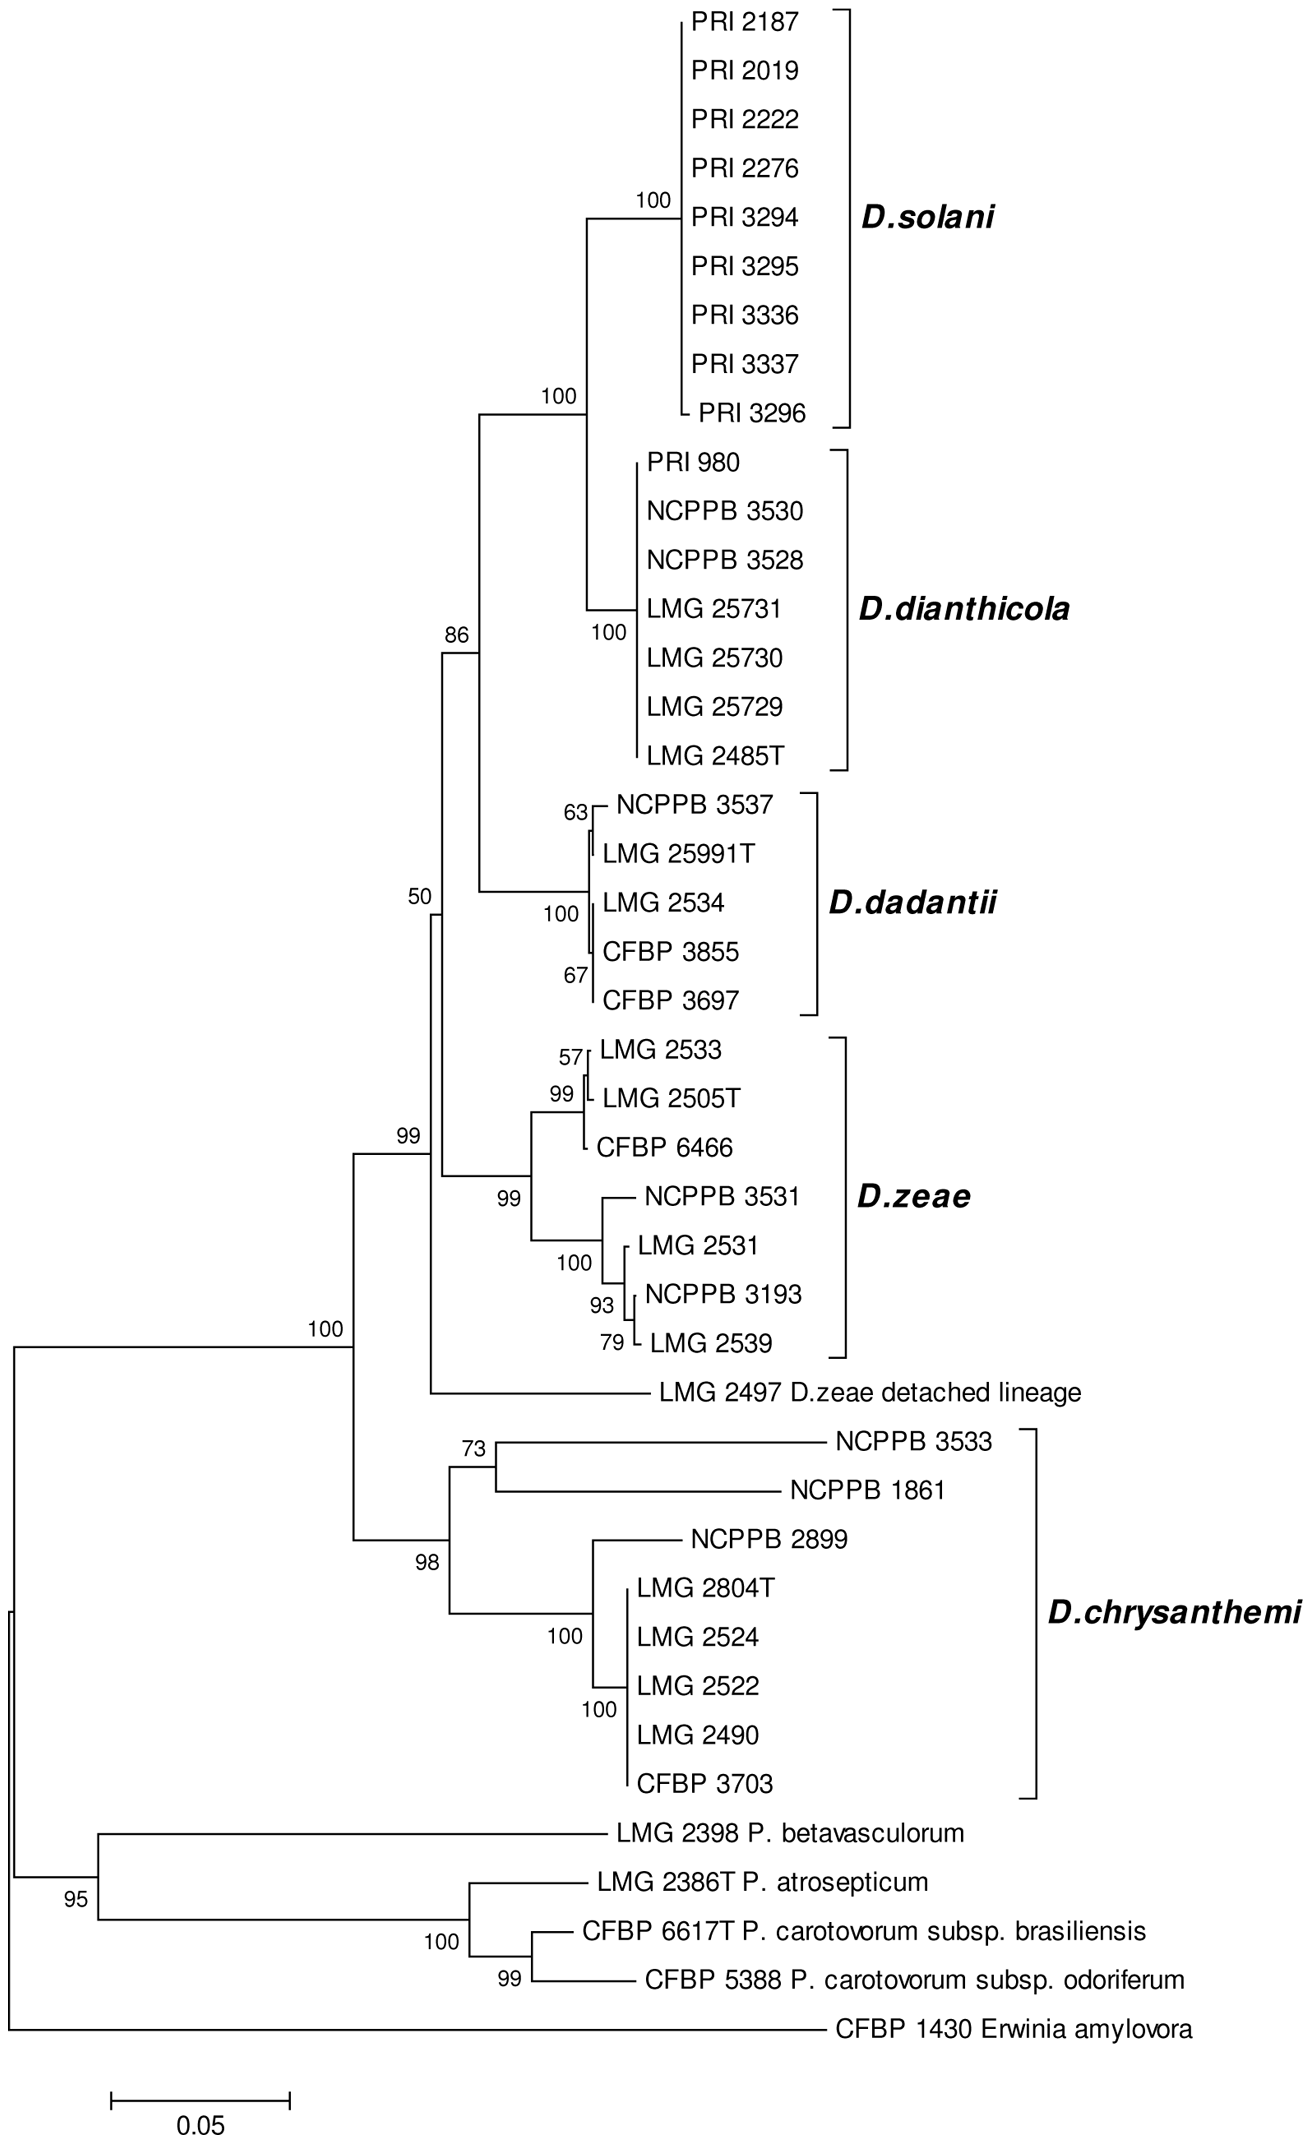 PRI 2187
PRI 2019
PRI 2222
PRI 2276
100
PRI 3294
D.solani
PRI 3295
PRI 3336
PRI 3337
100
PRI 3296
PRI 980
NCPPB 3530
NCPPB 3528
LMG 25731
D.dianthicola
100
86
LMG 25730
LMG 25729
LMG 2485T
63
NCPPB 3537
LMG 25991T
50
LMG 2534
D.dadantii
100
CFBP 3855
67
CFBP 3697
57
LMG 2533
99
LMG 2505T
99
CFBP 6466
99
NCPPB 3531
D.zeae
LMG 2531
100
NCPPB 3193
93
100
79
LMG 2539
LMG 2497 D.zeae detached lineage
73
NCPPB 3533
NCPPB 1861
NCPPB 2899
98
LMG 2804T
D.chrysanthemi
100
LMG 2524
LMG 2522
100
LMG 2490
CFBP 3703
LMG 2398 P. betavasculorum
95
LMG 2386T P. atrosepticum
100
CFBP 6617T P. carotovorum subsp. brasiliensis
99
CFBP 5388 P. carotovorum subsp. odoriferum
CFBP 1430 Erwinia amylovora
0.05